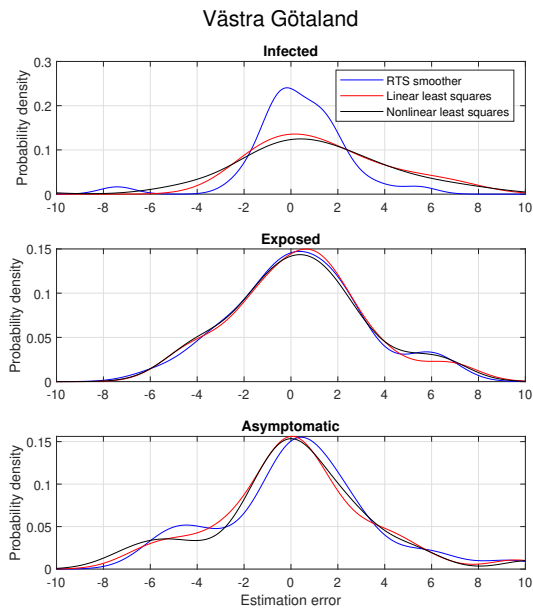 Västra Götaland
Infected
Probability density
0.3
0.2
0.1
0
RTS smoother
Linear least squares
Nonlinear least squares
-10 -8 -6 -4 -2 0 2 4 6 8 10
Exposed
Probability density
0.15
0.1
0.05
0
-10 -8 -6 -4 -2 0 2 4 6 8 10
Asymptomatic
Probability density
0.15
0.1
0.05
0
-10 -8 -6 -4 -2 0 2 4 6 8 10
Estimation error